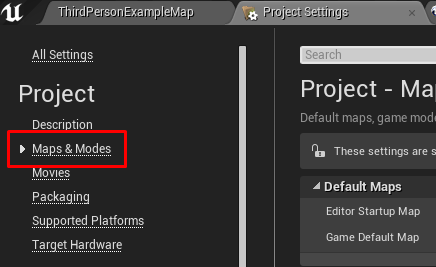 ThirdPersonExampleMap
Project Settings
All Settings
Project
Description
Maps & Modes
Movies
Packaging
Supported Platforms
Target Hardware
Search
Project - Ma
Default maps, game mode
These settings are s
Default Maps
Editor Startup Map
Game Default Map